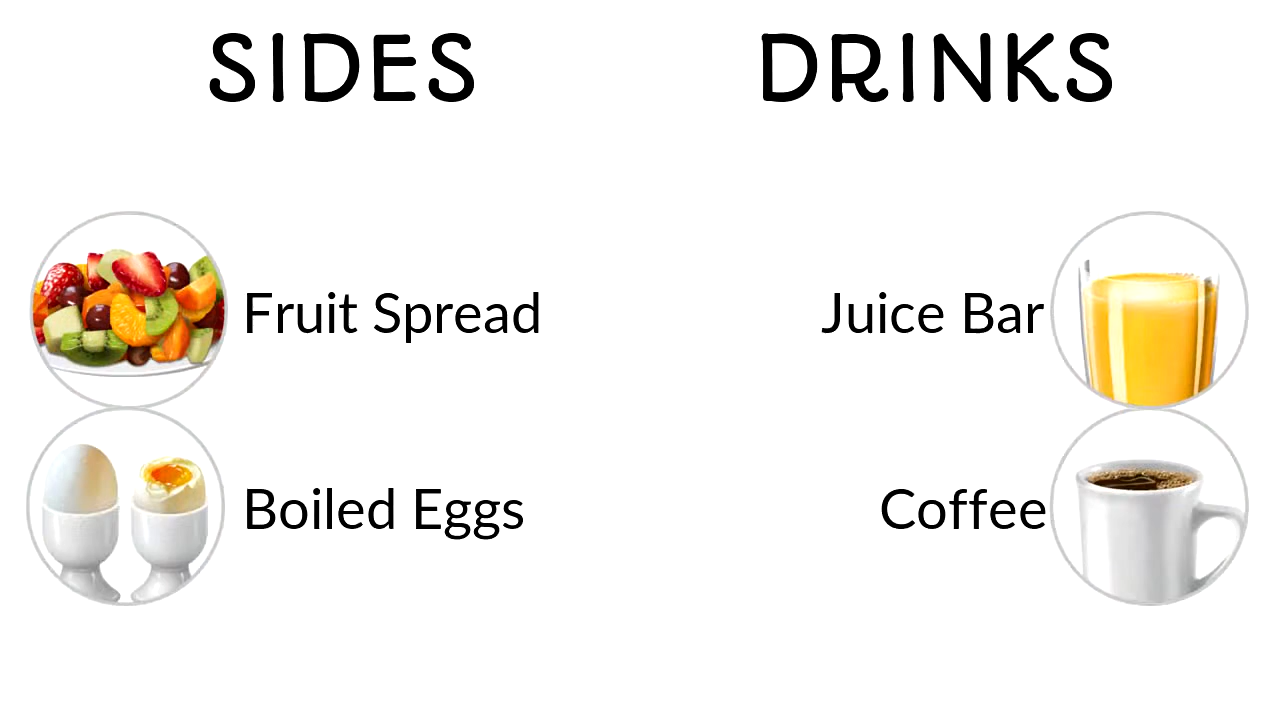 SIDES
Fruit Spread
Boiled Eggs
DRINKS
Juice Bar
Coffee